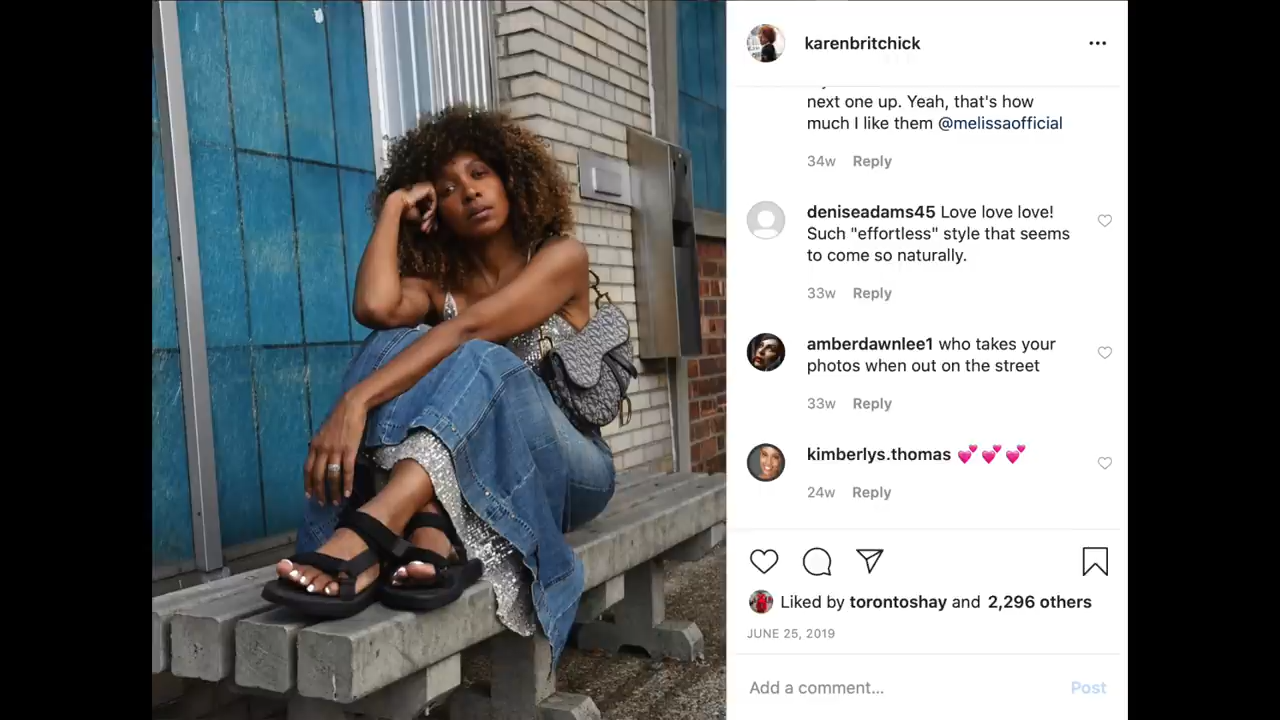 karenbritchick
next one up. Yeah, that's how
much I like them @melissaofficial
34w Reply
deniseadams45 Love love love!
Such "effortless" style that seems
to come so naturally.
33w Reply
amberdawnlee1 who takes your
photos when out on the street
33w Reply
kimberlys.thomas 💕 💕 💕
24w Reply
Liked by torontoshay and 2,296 others
JUNE 25, 2019
Add a comment... Post